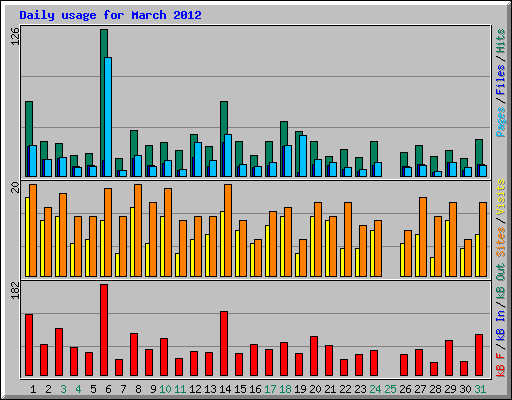 Daily usage for March 2012
126
20
182
Pages / Files / Hits
Sites / Visits
kB F / kB In / kB Out
1 2 3 4 5 6 7 8 9 10 11 12 13 14 15 16 17 18 19 20 21 22 23 24 25 26 27 28 29 30 31